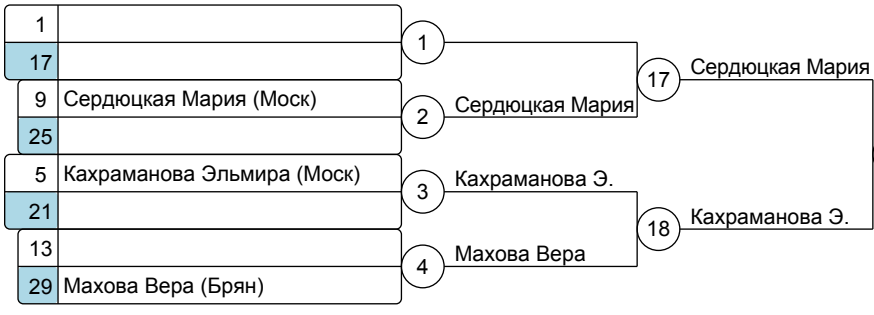 1
17
1
9 Сердюцкая Мария (Моск)
25
2
Сердюцкая Мария
17
Сердюцкая Мария
5 Кахраманова Эльмира (Моск)
21
3
Кахраманова Э.
13
29 Махова Вера (Брян)
4
Махова Вера
18
Кахраманова Э.